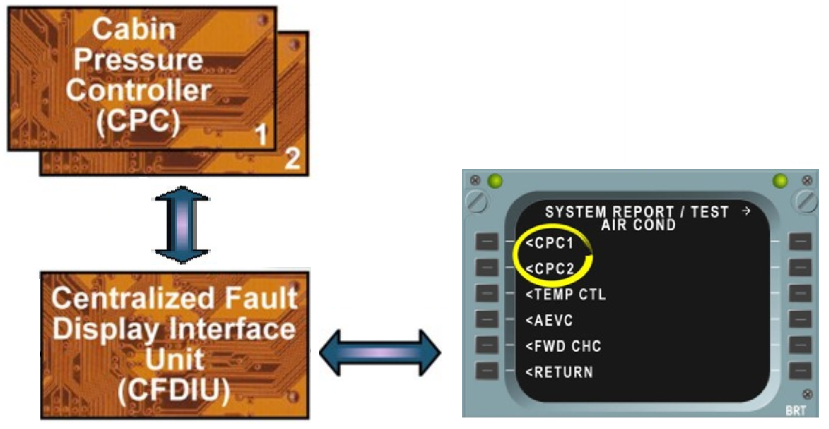 Cabin
Pressure
Controller
(CPC)
1
2
Centralized Fault
Display Interface
Unit
(CFDIU)
SYSTEM REPORT / TEST →
AIR COND
<CPC1
<CPC2
<TEMP CTL
<AEVC
<FWD CHC
<RETURN
BRT